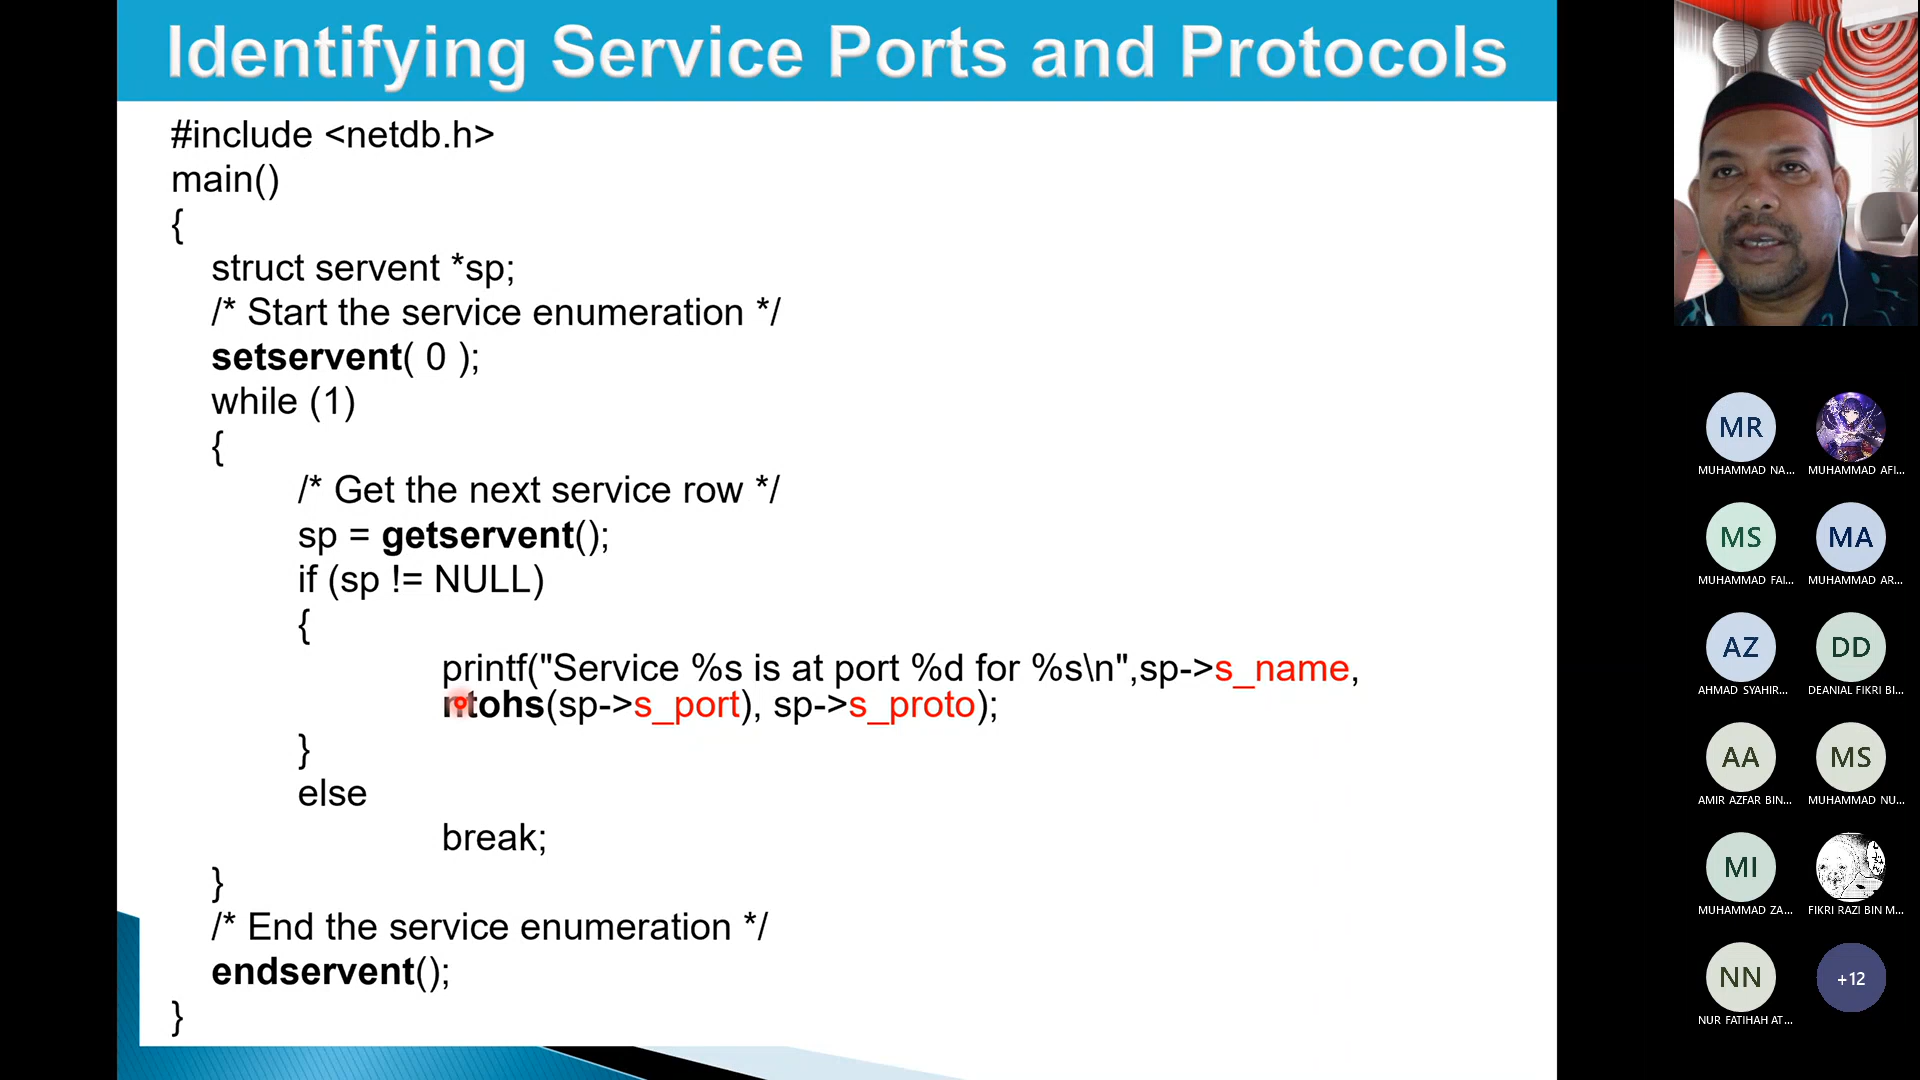 Identifying Service Ports and Protocols
#include <netdb.h>
main()
{
struct servent *sp;
/* Start the service enumeration */
setservent( 0 );
while (1)
{
/* Get the next service row */
sp = getservent();
if (sp != NULL)
{
printf("Service %s is at port %d for %s\n",sp->s_name,
ntohs(sp->s_port), sp->s_proto);
}
else
break;
}
/* End the service enumeration */
endservent();
}
MR
MUHAMMAD NA...
MUHAMMAD AFI...
MS
MUHAMMAD FAI...
MA
MUHAMMAD AR...
AZ
AHMAD SYAHIR...
DD
DEANIAL FIKRI BI...
AA
AMIR AZFAR BIN...
MS
MUHAMMAD NU...
MI
MUHAMMAD ZA...
FIKRI RAZI BIN M...
NN
NUR FATIHAH AT...
+12